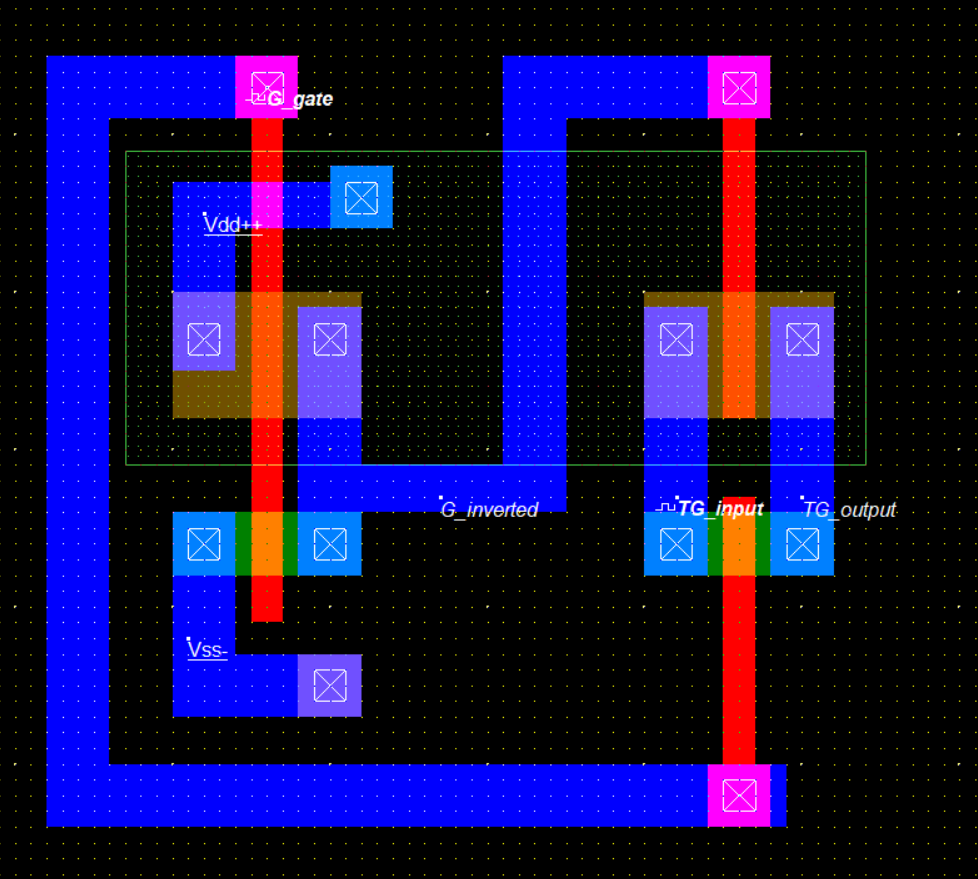 G_gate
Vdd++
G_inverted
TG_input
TG_output
Vss-